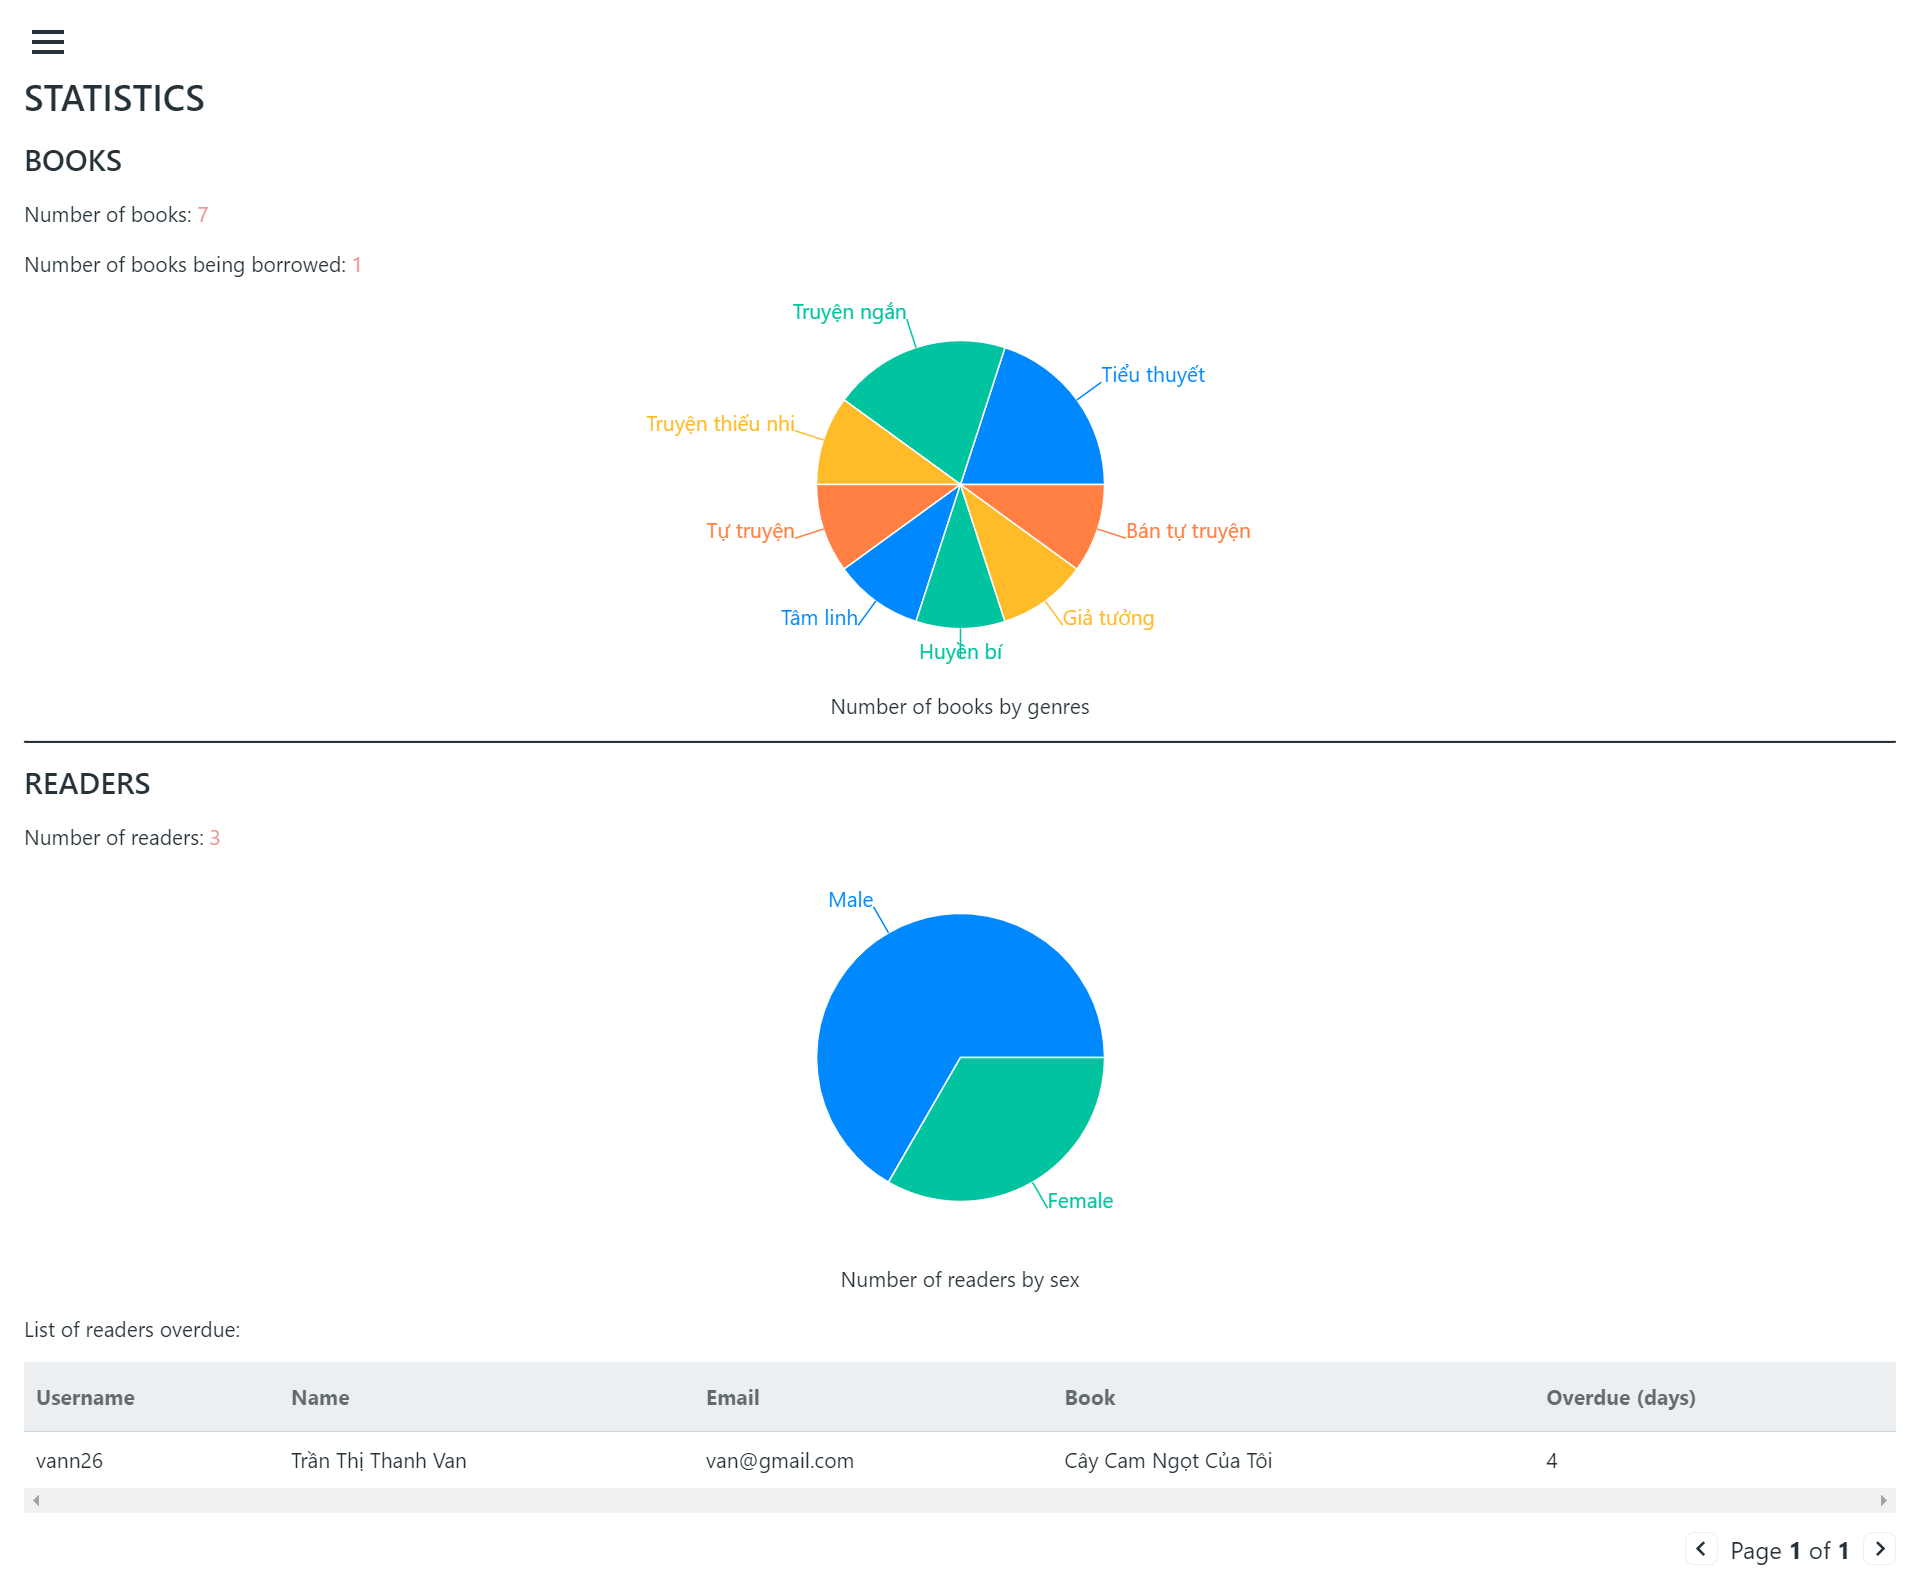 STATISTICS
BOOKS
Number of books: 7
Number of books being borrowed: 1
Truyện ngắn
Tiểu thuyết
Truyện thiếu nhi
Tự truyện
Bán tự truyện
Tâm linh
Giả tưởng
Huyền bí
Number of books by genres
READERS
Number of readers: 3
Male
Female
Number of readers by sex
List of readers overdue:
Username Name Email Book Overdue (days)
vann26 Trần Thị Thanh Van van@gmail.com Cây Cam Ngọt Của Tôi 4
Page 1 of 1